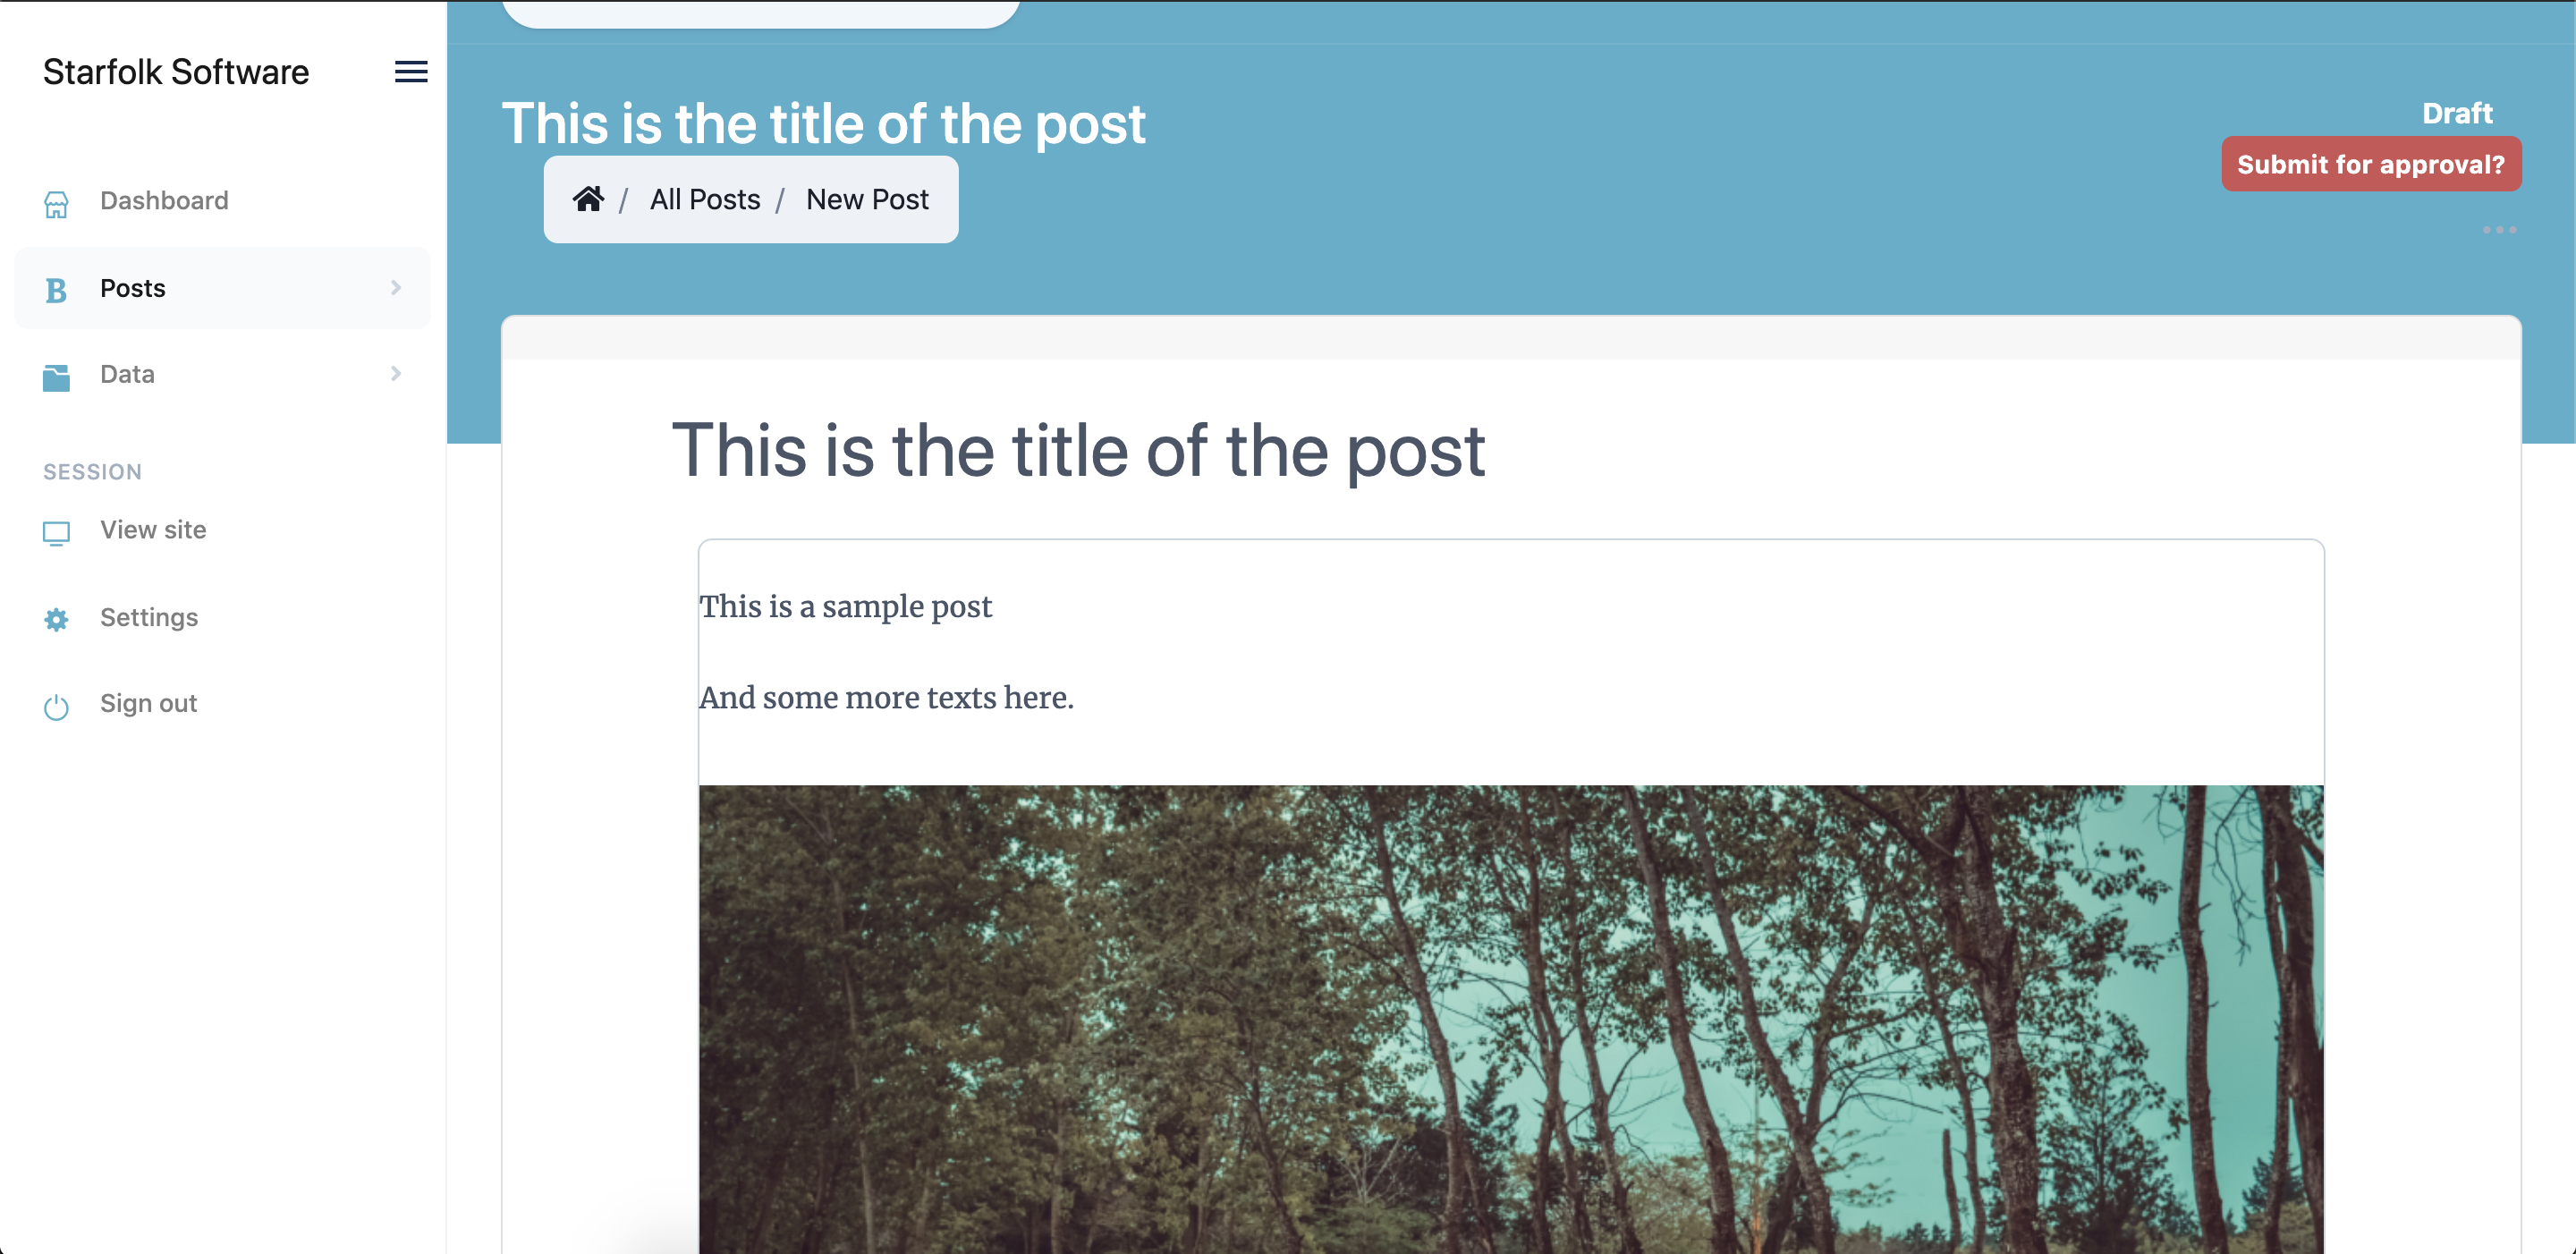 Starfolk Software
Dashboard
Posts
Data
SESSION
View site
Settings
Sign out
This is the title of the post
/ All Posts / New Post
Draft
Submit for approval?
This is the title of the post
This is a sample post
And some more texts here.